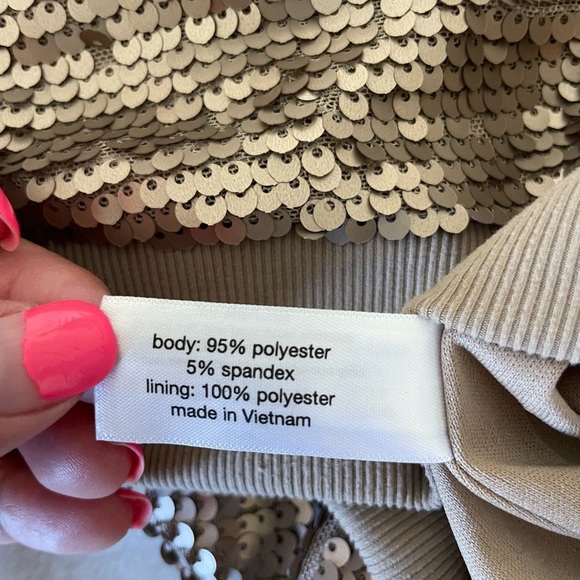 body: 95% polyester
5% spandex
lining: 100% polyester
made in Vietnam